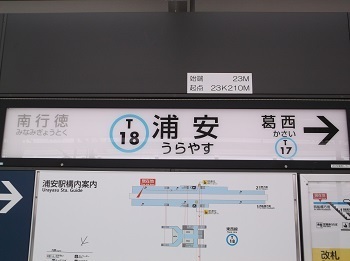 始端 23M
起点 23K210M
南行徳
みなみぎょうとく
T
18
浦安
うらやす
葛西
かさい
T
17
浦安駅構内案内
Urayasu Sta. Guide
改札